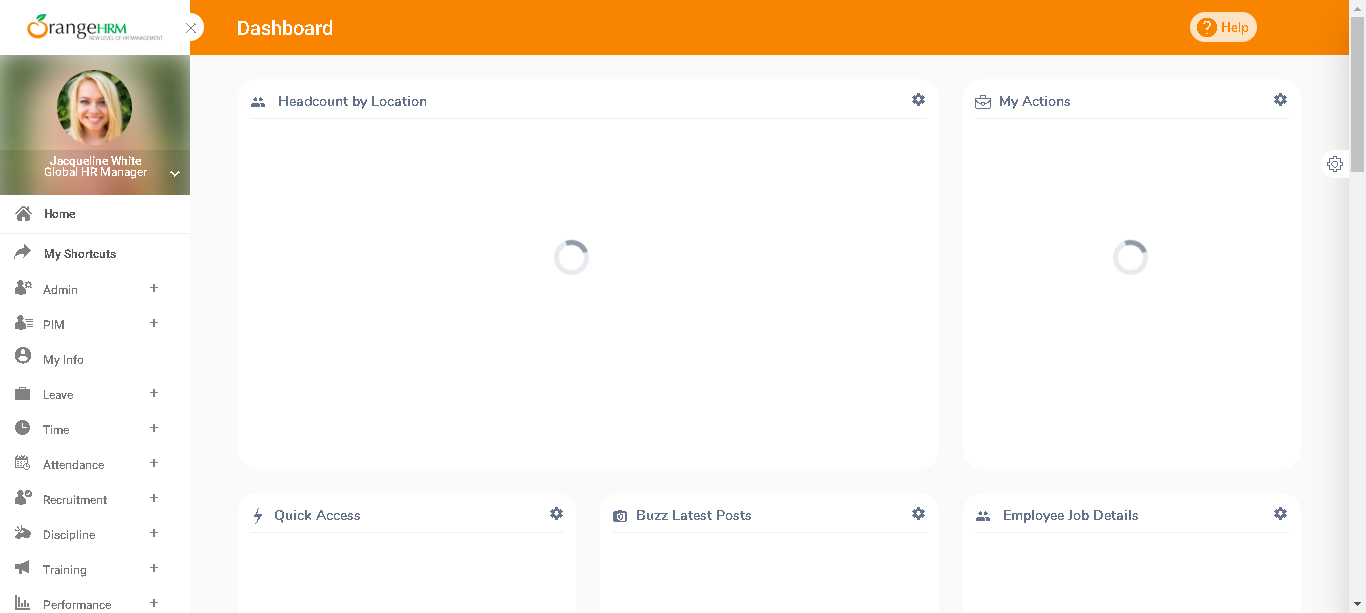 OrangeHRM
NEW LEVEL OF HR MANAGEMENT
Dashboard
? Help
Jacqueline White
Global HR Manager
Home
My Shortcuts
Admin +
PIM +
My Info
Leave +
Time +
Attendance +
Recruitment +
Discipline +
Training +
Performance +
Headcount by Location
My Actions
Quick Access
Buzz Latest Posts
Employee Job Details